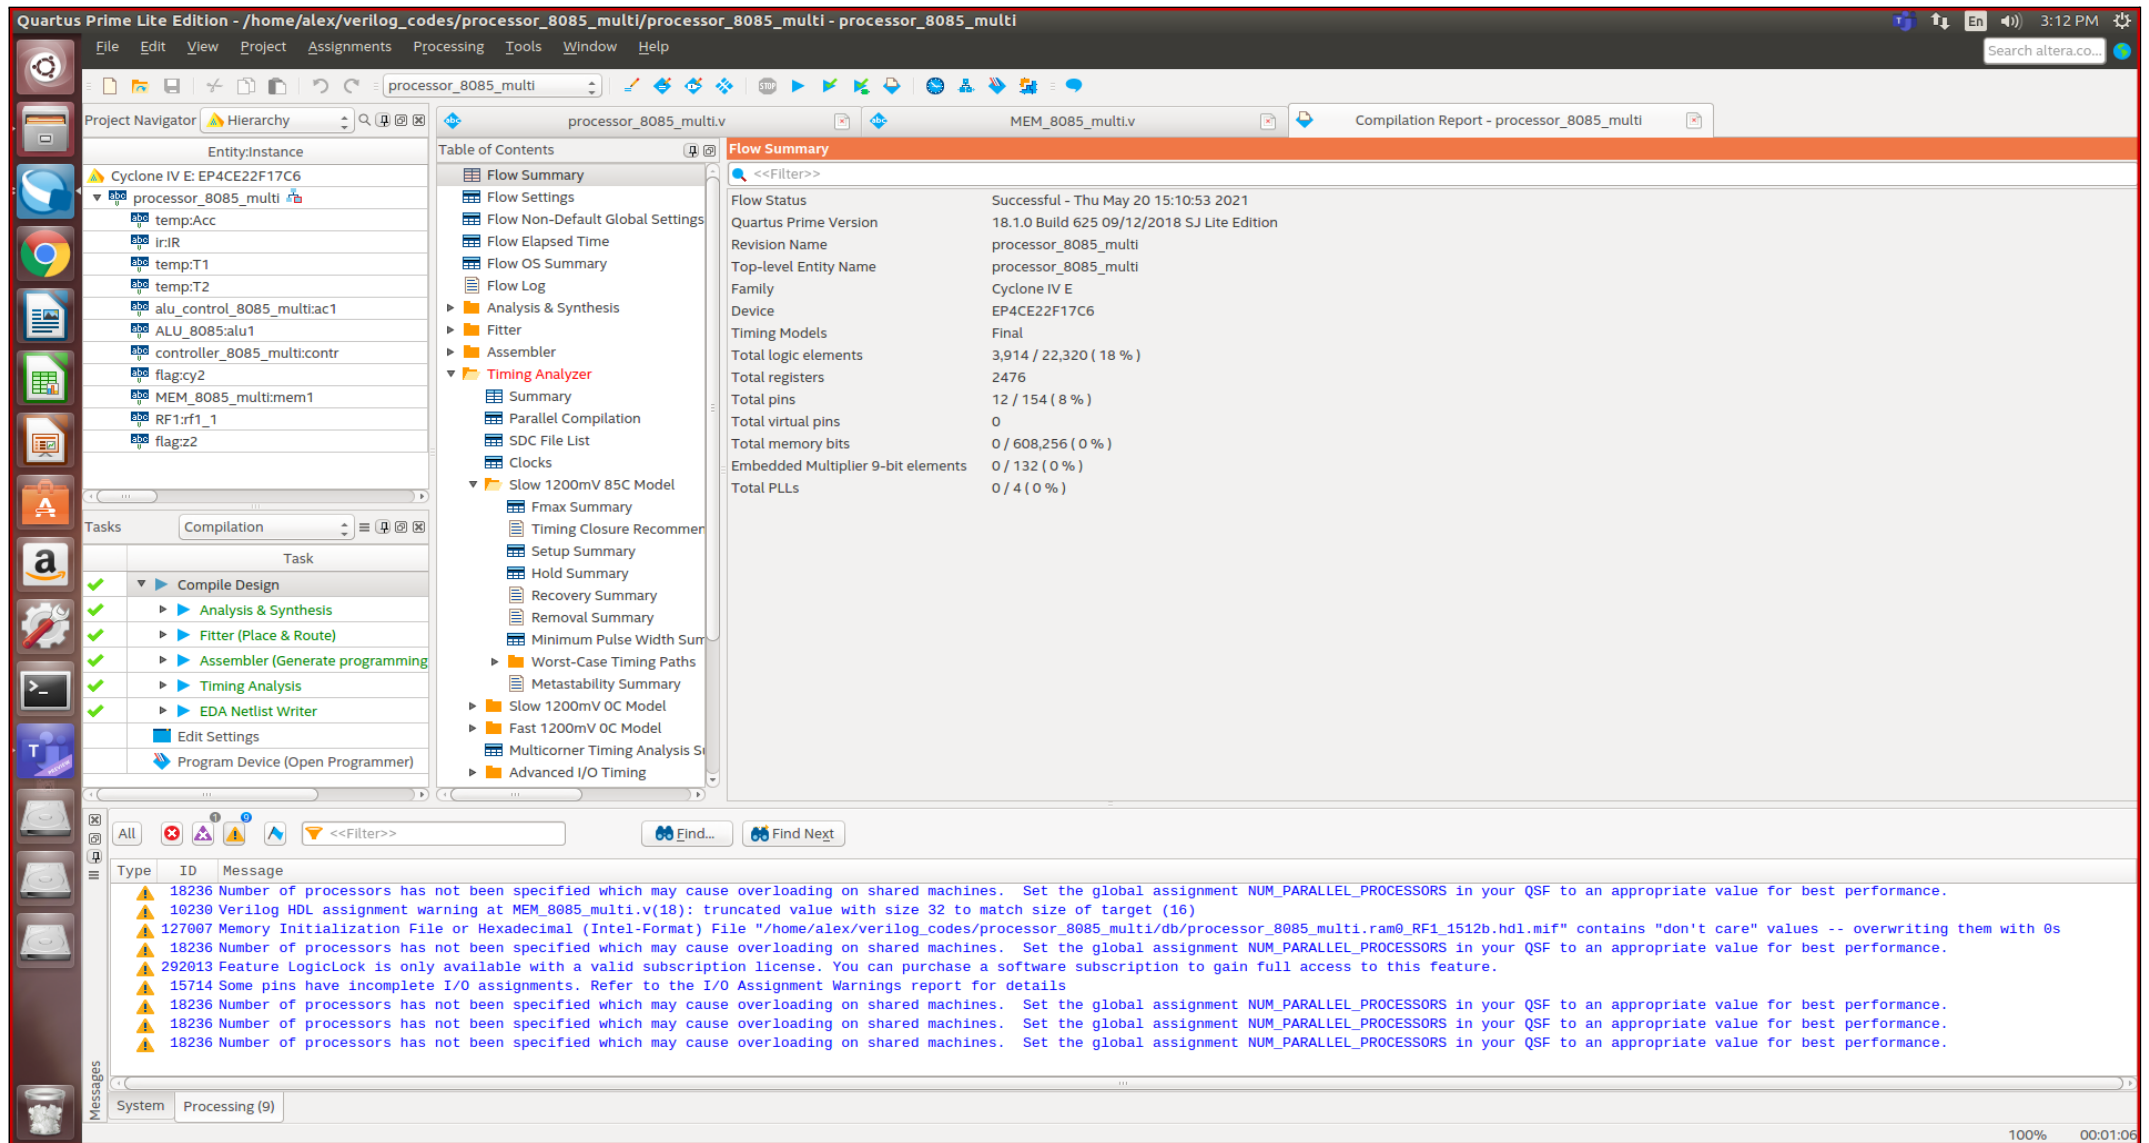 Quartus Prime Lite Edition - /home/alex/verilog_codes/processor_8085_multi/processor_8085_multi - processor_8085_multi
En 3:12 PM
File Edit View Project Assignments Processing Tools Window Help
Search altera.co...
processor_8085_multi
STOP
Project Navigator Hierarchy
Entity:Instance
Cyclone IV E: EP4CE22F17C6
processor_8085_multi
temp:Acc
ir:IR
temp:T1
temp:T2
alu_control_8085_multi:ac1
ALU_8085:alu1
controller_8085_multi:contr
flag:cy2
MEM_8085_multi:mem1
RF1:rf1_1
flag:z2
Tasks Compilation
Task
Compile Design
Analysis & Synthesis
Fitter (Place & Route)
Assembler (Generate programming
Timing Analysis
EDA Netlist Writer
Edit Settings
Program Device (Open Programmer)
processor_8085_multi.v
MEM_8085_multi.v
Compilation Report - processor_8085_multi
Table of Contents
Flow Summary
Flow Settings
Flow Non-Default Global Settings
Flow Elapsed Time
Flow OS Summary
Flow Log
Analysis & Synthesis
Fitter
Assembler
Timing Analyzer
Summary
Parallel Compilation
SDC File List
Clocks
Slow 1200mV 85C Model
Fmax Summary
Timing Closure Recommen
Setup Summary
Hold Summary
Recovery Summary
Removal Summary
Minimum Pulse Width Sum
Worst-Case Timing Paths
Metastability Summary
Slow 1200mV 0C Model
Fast 1200mV 0C Model
Multicorner Timing Analysis Su
Advanced I/O Timing
Flow Summary
<<Filter>>
Flow Status Successful - Thu May 20 15:10:53 2021
Quartus Prime Version 18.1.0 Build 625 09/12/2018 SJ Lite Edition
Revision Name processor_8085_multi
Top-level Entity Name processor_8085_multi
Family Cyclone IV E
Device EP4CE22F17C6
Timing Models Final
Total logic elements 3,914 / 22,320 ( 18 % )
Total registers 2476
Total pins 12 / 154 ( 8 % )
Total virtual pins 0
Total memory bits 0 / 608,256 ( 0 % )
Embedded Multiplier 9-bit elements 0 / 132 ( 0 % )
Total PLLs 0 / 4 ( 0 % )
All 1 9 <<Filter>> Find... Find Next
Type ID Message
18236 Number of processors has not been specified which may cause overloading on shared machines.  Set the global assignment NUM_PARALLEL_PROCESSORS in your QSF to an appropriate value for best performance.
10230 Verilog HDL assignment warning at MEM_8085_multi.v(18): truncated value with size 32 to match size of target (16)
127007 Memory Initialization File or Hexadecimal (Intel-Format) File "/home/alex/verilog_codes/processor_8085_multi/db/processor_8085_multi.ram0_RF1_1512b.hdl.mif" contains "don't care" values -- overwriting them with 0s
18236 Number of processors has not been specified which may cause overloading on shared machines.  Set the global assignment NUM_PARALLEL_PROCESSORS in your QSF to an appropriate value for best performance.
292013 Feature LogicLock is only available with a valid subscription license. You can purchase a software subscription to gain full access to this feature.
15714 Some pins have incomplete I/O assignments. Refer to the I/O Assignment Warnings report for details
18236 Number of processors has not been specified which may cause overloading on shared machines.  Set the global assignment NUM_PARALLEL_PROCESSORS in your QSF to an appropriate value for best performance.
18236 Number of processors has not been specified which may cause overloading on shared machines.  Set the global assignment NUM_PARALLEL_PROCESSORS in your QSF to an appropriate value for best performance.
18236 Number of processors has not been specified which may cause overloading on shared machines.  Set the global assignment NUM_PARALLEL_PROCESSORS in your QSF to an appropriate value for best performance.
Messages
System Processing (9)
100% 00:01:06